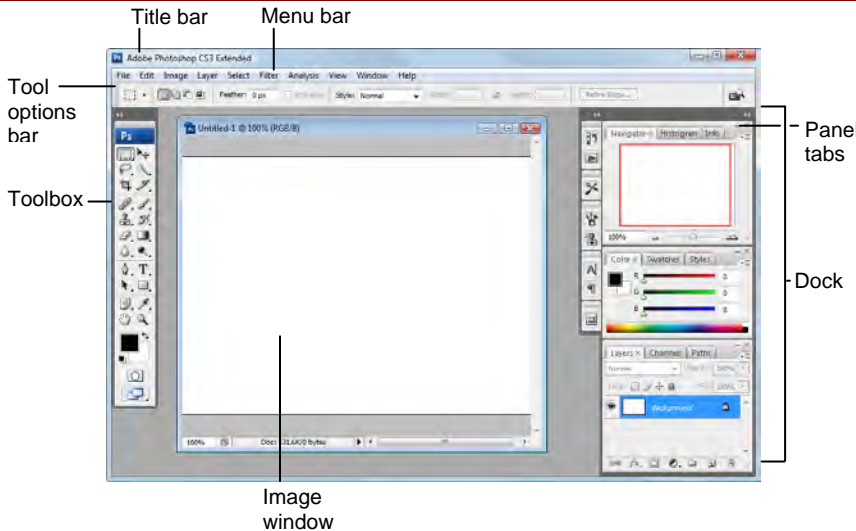 Title bar
Menu bar
Adobe Photoshop CS3 Extended
File Edit Image Layer Select Filter Analysis View Window Help
Tool
options
bar
Feather: 0 px
Style: Normal
Refine Edge...
Ps
Untitled-1 @ 100% (RGB/8)
Navigator × Histogram Info
Panel
tabs
Toolbox
100%
Color × Swatches Styles
R 0
G 0
B 0
Dock
Layers × Channels Paths
Normal
Background
100%
Image
window